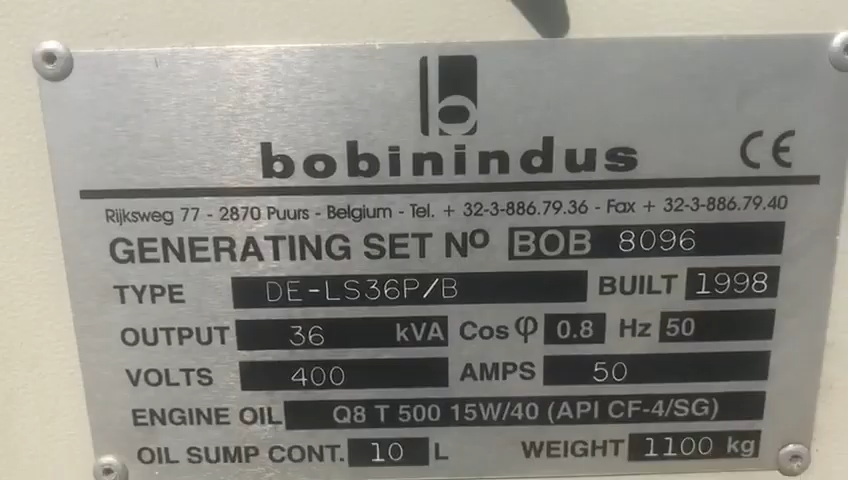 b
bobinindus CE
Rijksweg 77 - 2870 Puurs - Belgium - Tel. + 32-3-886.79.36 - Fax + 32-3-886.79.40
GENERATING SET Nº BOB 8096
TYPE DE-LS36P/B BUILT 1998
OUTPUT 36 kVA Cos φ 0.8 Hz 50
VOLTS 400 AMPS 50
ENGINE OIL Q8 T 500 15W/40 (API CF-4/SG)
OIL SUMP CONT. 10 L WEIGHT 1100 kg